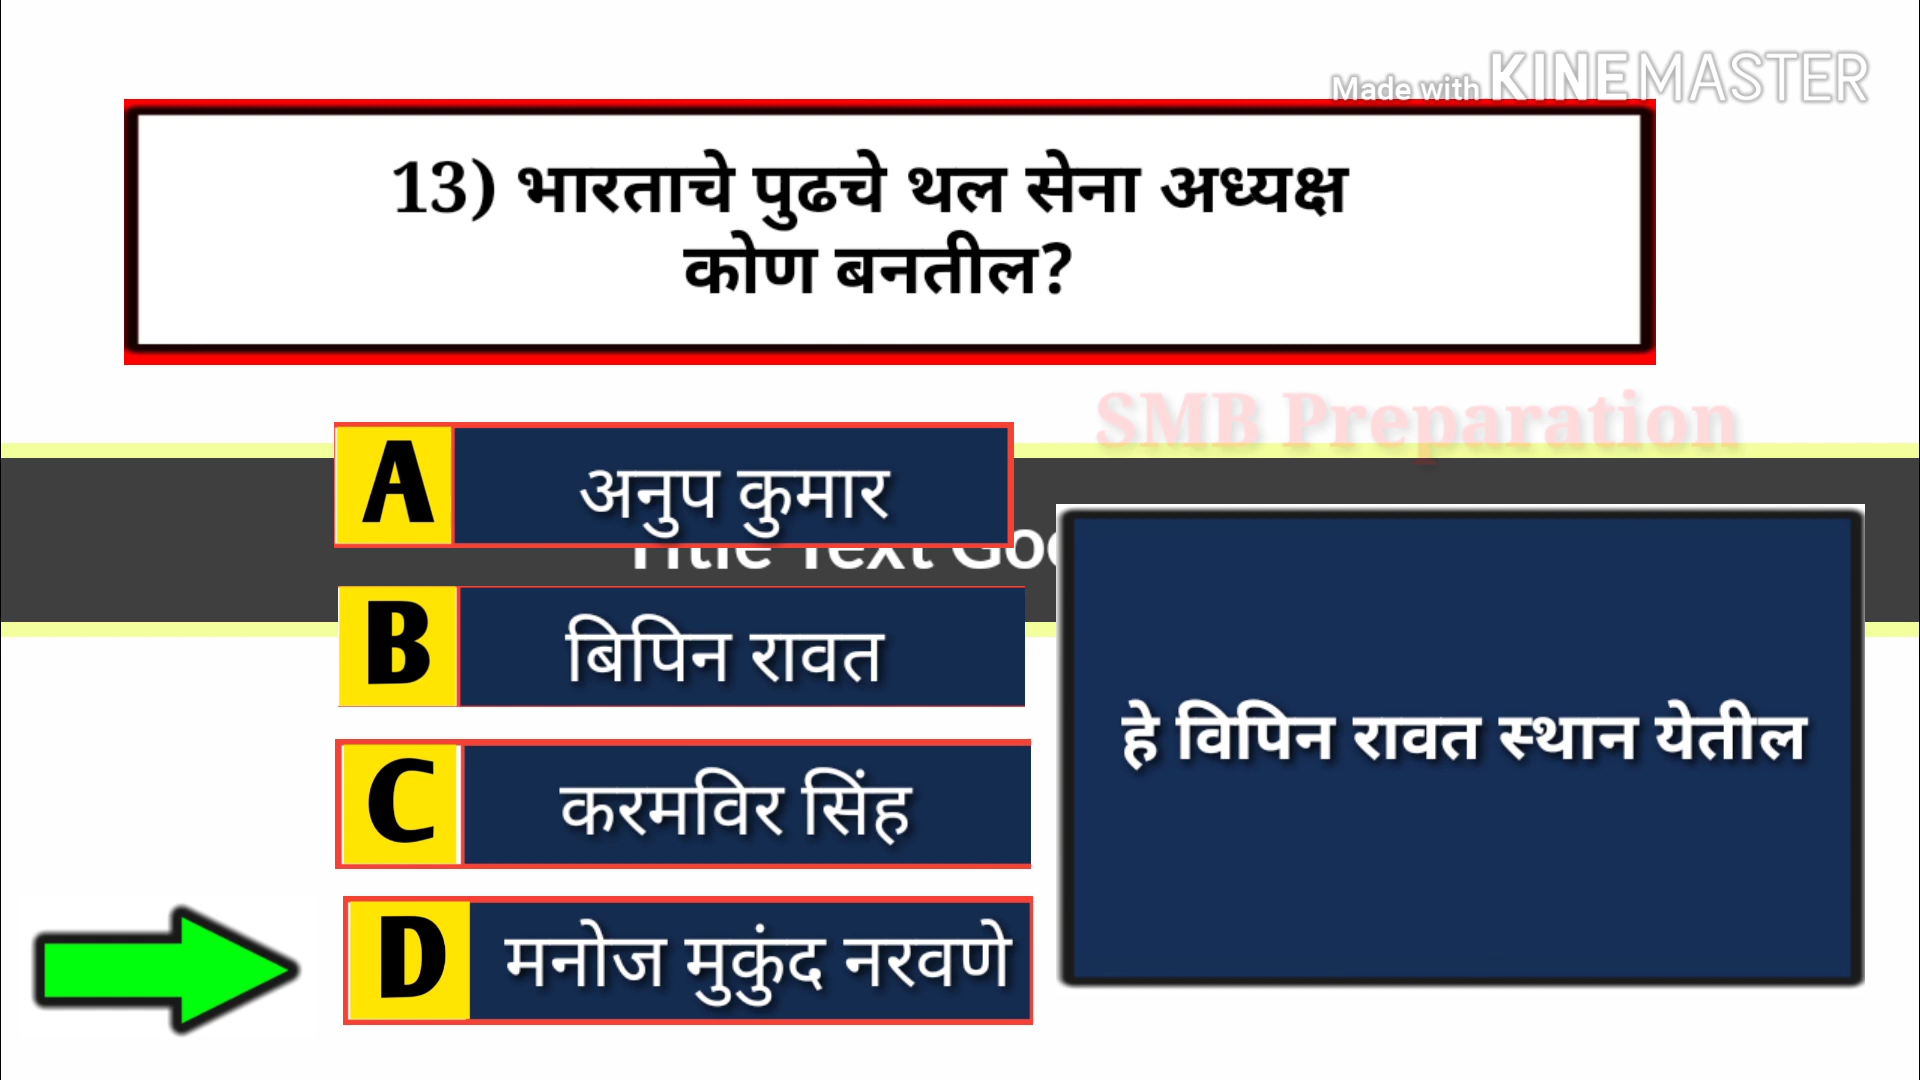 Made with KINEMASTER
13) भारताचे पुढचे थल सेना अध्यक्ष
कोण बनतील?
SMB Preparation
A अनुप कुमार
Title Text
B बिपिन रावत
हे विपिन रावत स्थान येतील
C करमविर सिंह
D मनोज मुकुंद नरवणे